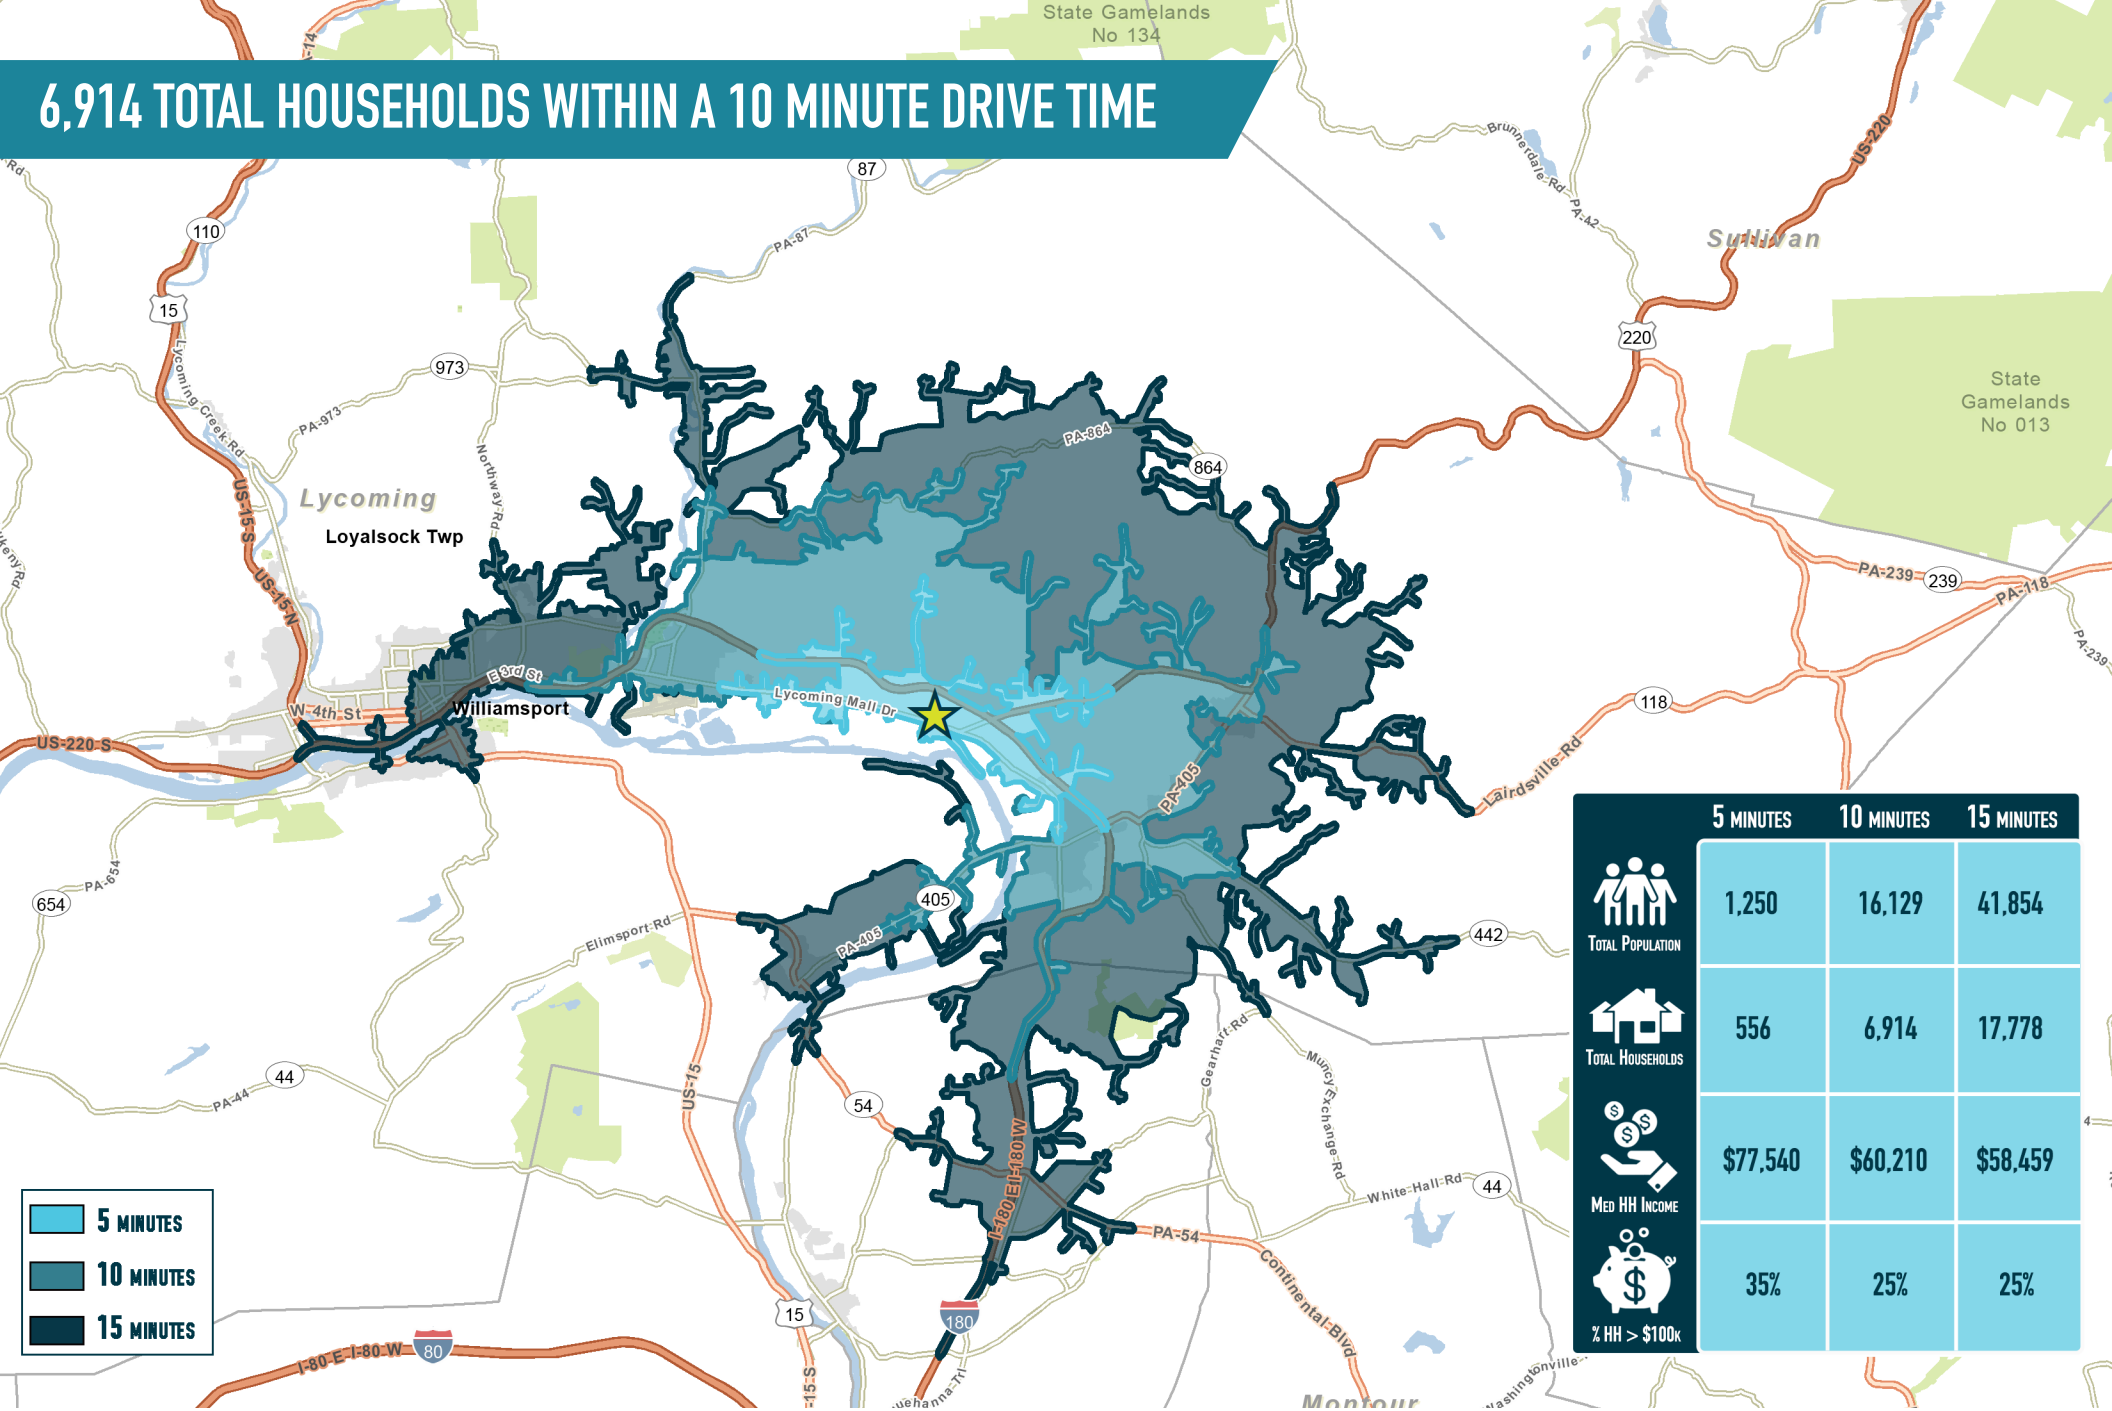 State Gamelands
No 134
6,914 TOTAL HOUSEHOLDS WITHIN A 10 MINUTE DRIVE TIME
87
110
15
973
PA-87
PA-973
Lycoming Creek Rd
Northway Rd
US-15 S
US-15 N
Lycoming
Loyalsock Twp
Brunnerdale Rd
PA-42
US-220
Sullivan
220
State
Gamelands
No 013
PA-864
864
PA-239
239
PA-118
PA-239
E 3rd St
W 4th St
Williamsport
Lycoming Mall Dr
US-220 S
118
Lairdsville Rd
PA-405
PA-654
654
Elimsport Rd
405
PA-405
442
PA-44
44
US-15
54
Gearhart Rd
Muncy Exchange Rd
White Hall Rd
44
I-180 E I-180 W
PA-54
Continental Blvd
15
180
80
I-80 E I-80 W
15 S
Montour
5 MINUTES
10 MINUTES
15 MINUTES
5 MINUTES 10 MINUTES 15 MINUTES
TOTAL POPULATION 1,250 16,129 41,854
TOTAL HOUSEHOLDS 556 6,914 17,778
MED HH INCOME $77,540 $60,210 $58,459
% HH > $100K 35% 25% 25%